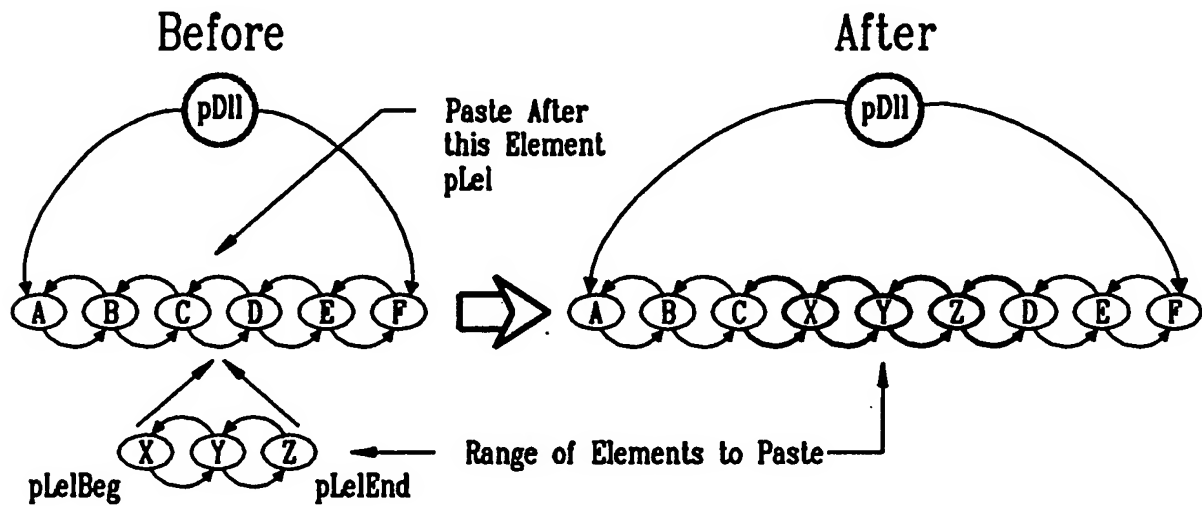 Before
After
pDll
pDll
Paste After
this Element
pLel
A B C D E F
A B C X Y Z D E F
X Y Z
Range of Elements to Paste
pLelBeg
pLelEnd